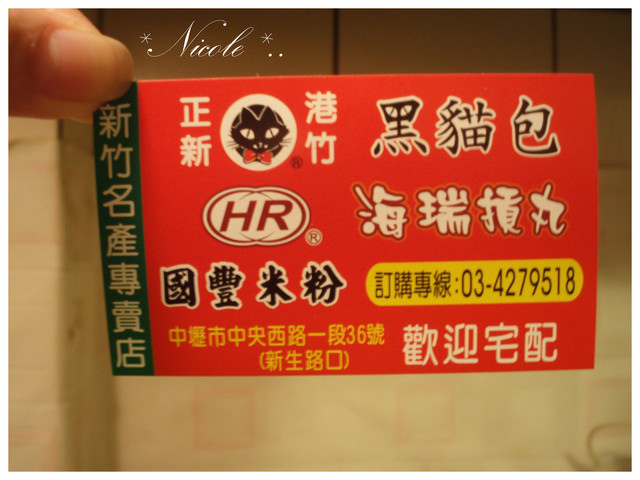 *Nicole*..
新竹名產專賣店
正港
新竹
黑貓包
HR
海瑞摃丸
國豐米粉
訂購專線:03-4279518
中壢市中央西路一段36號
(新生路口)
歡迎宅配